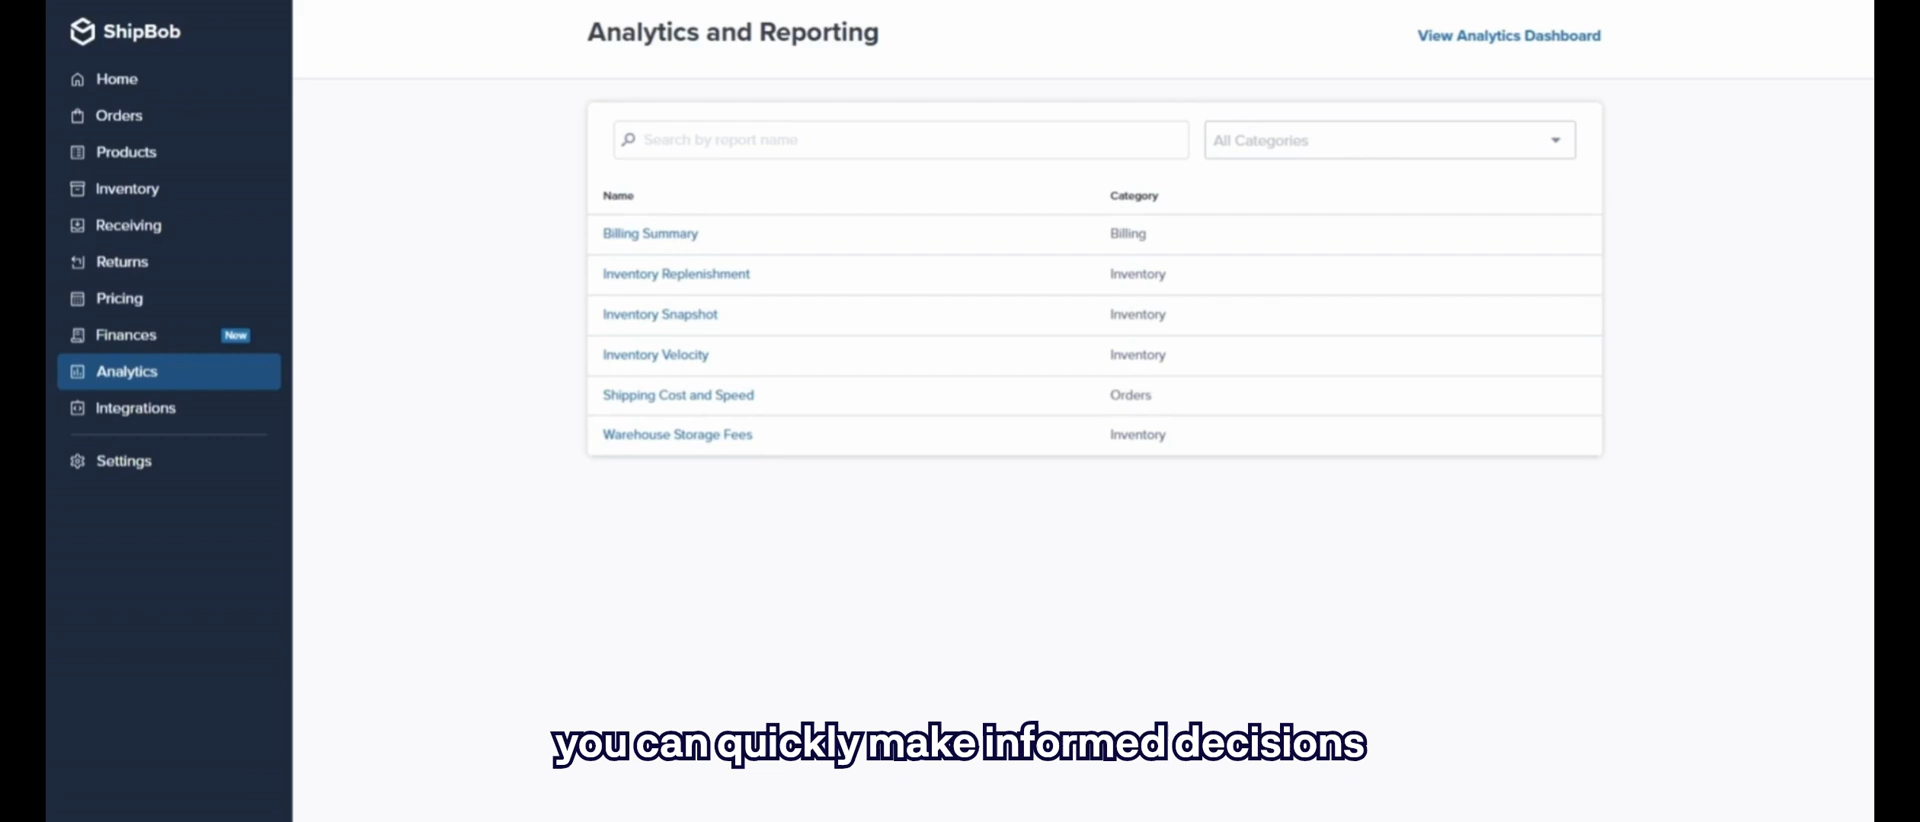 ShipBob
Home
Orders
Products
Inventory
Receiving
Returns
Pricing
Finances New
Analytics
Integrations
Settings
Analytics and Reporting
View Analytics Dashboard
Search by report name
All Categories
Name Category
Billing Summary Billing
Inventory Replenishment Inventory
Inventory Snapshot Inventory
Inventory Velocity Inventory
Shipping Cost and Speed Orders
Warehouse Storage Fees Inventory
you can quickly make informed decisions